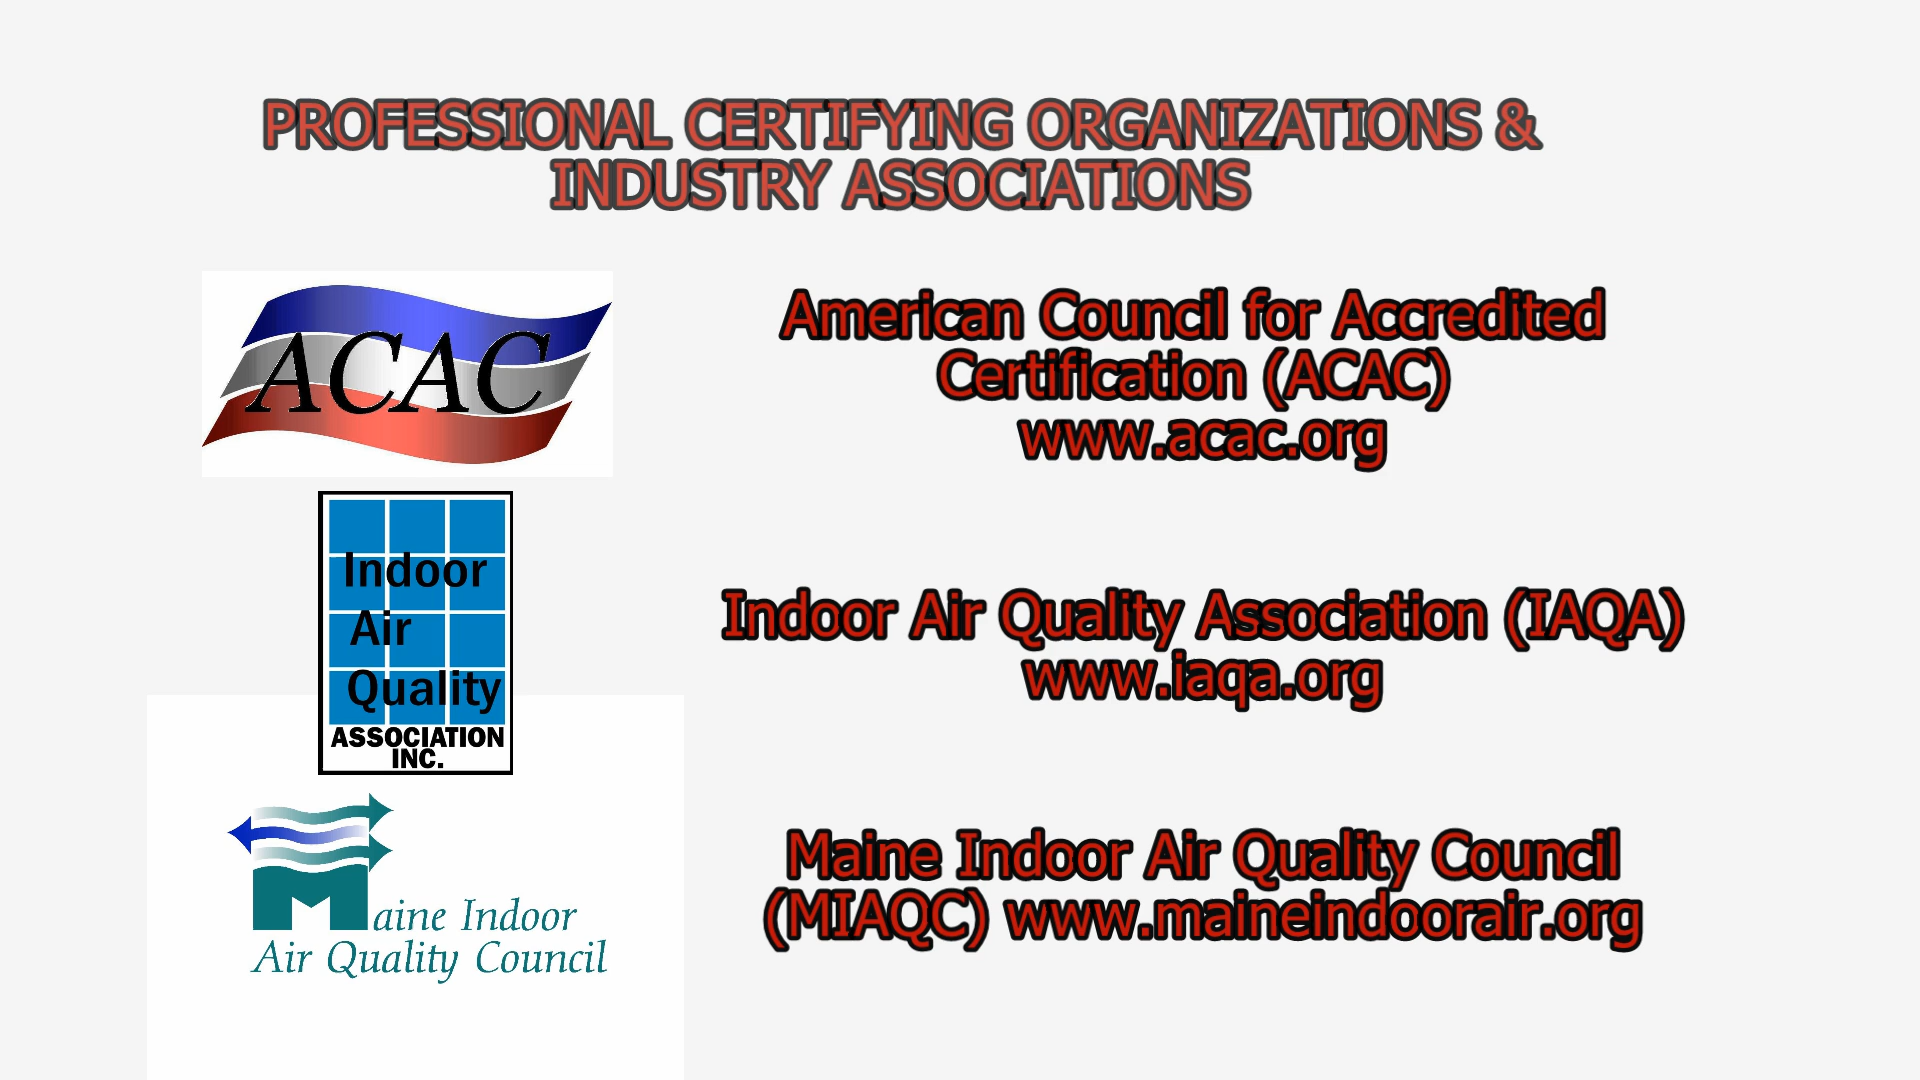 PROFESSIONAL CERTIFYING ORGANIZATIONS &
INDUSTRY ASSOCIATIONS
ACAC
American Council for Accredited
Certification (ACAC)
www.acac.org
Indoor
Air
Quality
ASSOCIATION
INC.
Indoor Air Quality Association (IAQA)
www.iaqa.org
Maine Indoor
Air Quality Council
Maine Indoor Air Quality Council
(MIAQC) www.maineindoorair.org